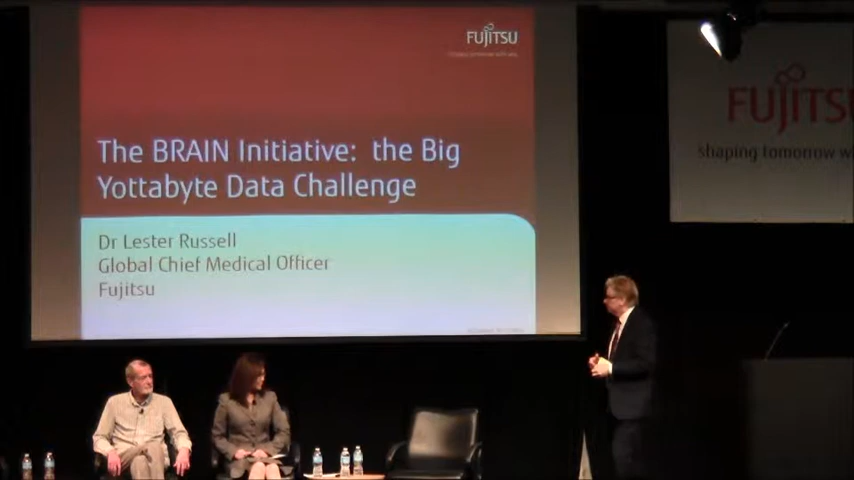 FUJITSU
The BRAIN Initiative: the Big
Yottabyte Data Challenge
Dr Lester Russell
Global Chief Medical Officer
Fujitsu
FUJITSU
shaping tomorrow w